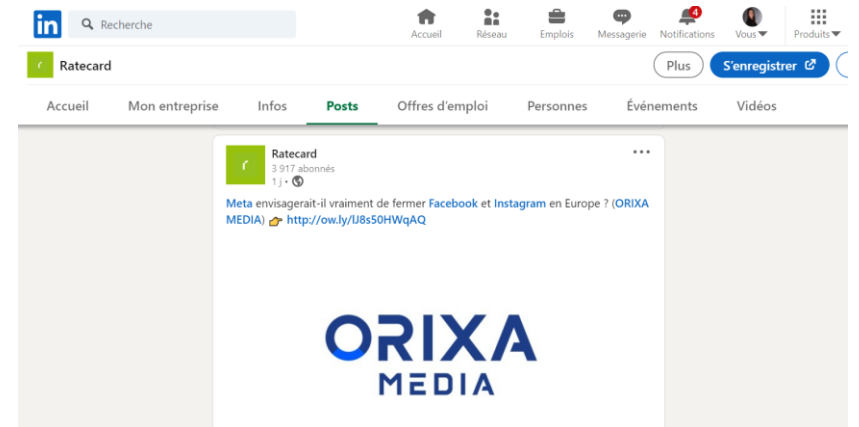 in
Recherche
Accueil
Réseau
Emplois
Messagerie
4
Notifications
Vous
Produits
Ratecard
Plus
S'enregistrer
Accueil
Mon entreprise
Infos
Posts
Offres d'emploi
Personnes
Événements
Vidéos
Ratecard
3 917 abonnés
1 j •
Meta envisagerait-il vraiment de fermer Facebook et Instagram en Europe ? (ORIXA
MEDIA) 👉 http://ow.ly/lJ8s50HWqAQ
ORIXA
MEDIA